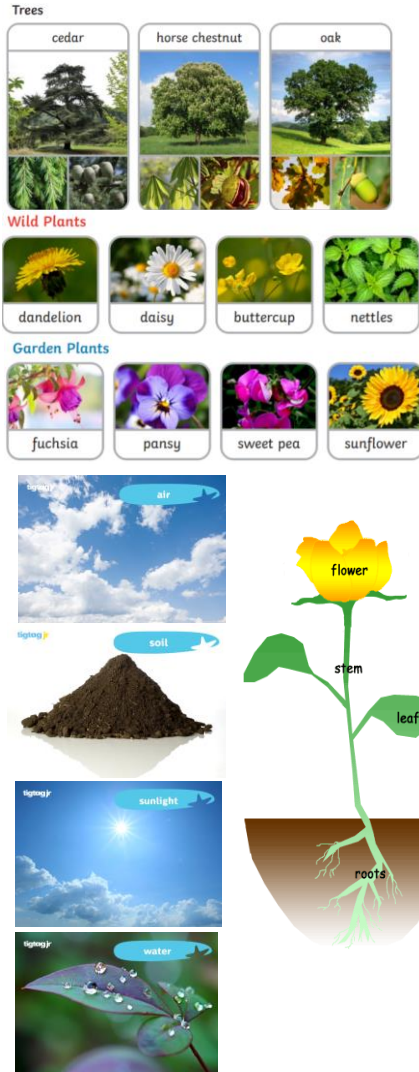 Trees
cedar horse chestnut oak
Wild Plants
dandelion daisy buttercup nettles
Garden Plants
fuchsia pansy sweet pea sunflower
tigtag jr air
tigtag jr soil
tigtag jr sunlight
tigtag jr water
flower
stem
leaf
roots